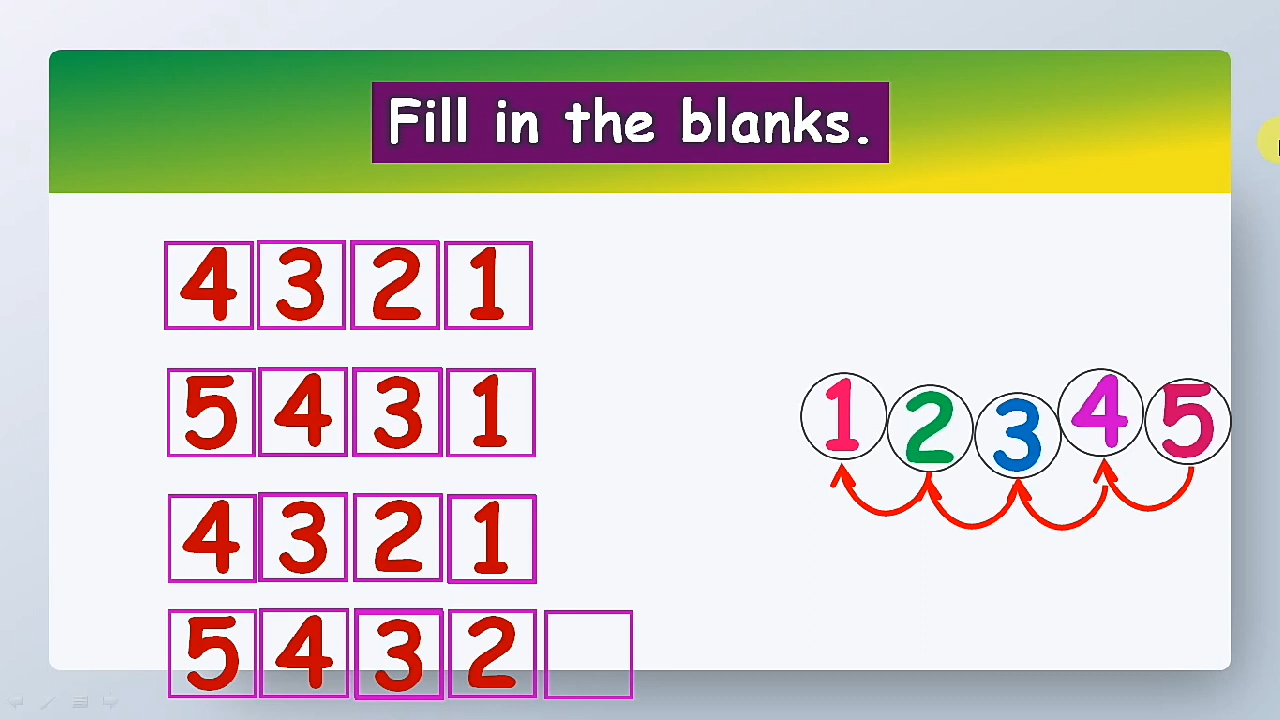 Fill in the blanks.
4 3 2 1
5 4 3 1
1 2 3 4 5
4 3 2 1
5 4 3 2